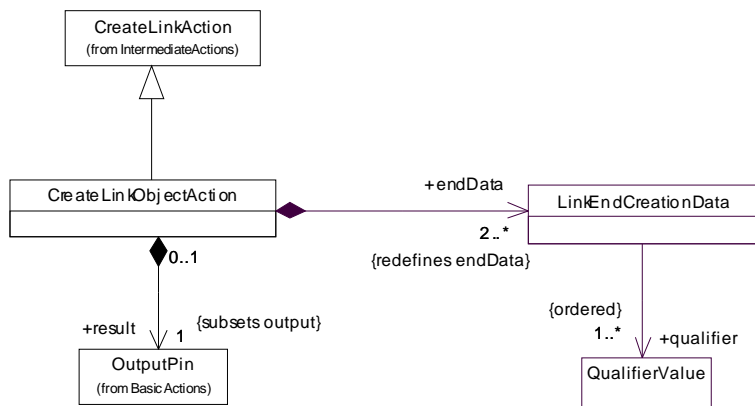 CreateLinkAction
(from IntermediateActions)
CreateLinkObjectAction
+endData
LinkEndCreationData
0..1
2..*
{redefines endData}
+result
1
{subsets output}
{ordered}
1..*
+qualifier
OutputPin
(from BasicActions)
QualifierValue